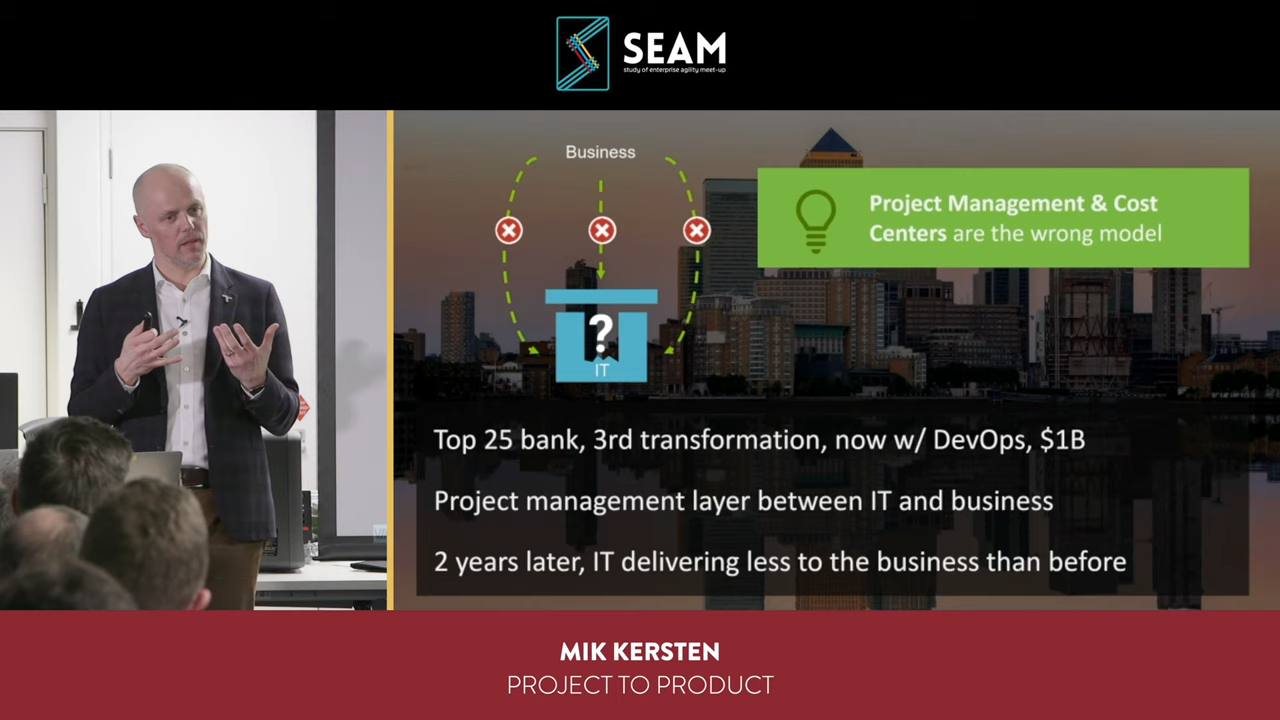 SEAM
study of enterprise agility meet-up
Business
Project Management & Cost
Centers are the wrong model
?
IT
Top 25 bank, 3rd transformation, now w/ DevOps, $1B
Project management layer between IT and business
2 years later, IT delivering less to the business than before
MIK KERSTEN
PROJECT TO PRODUCT